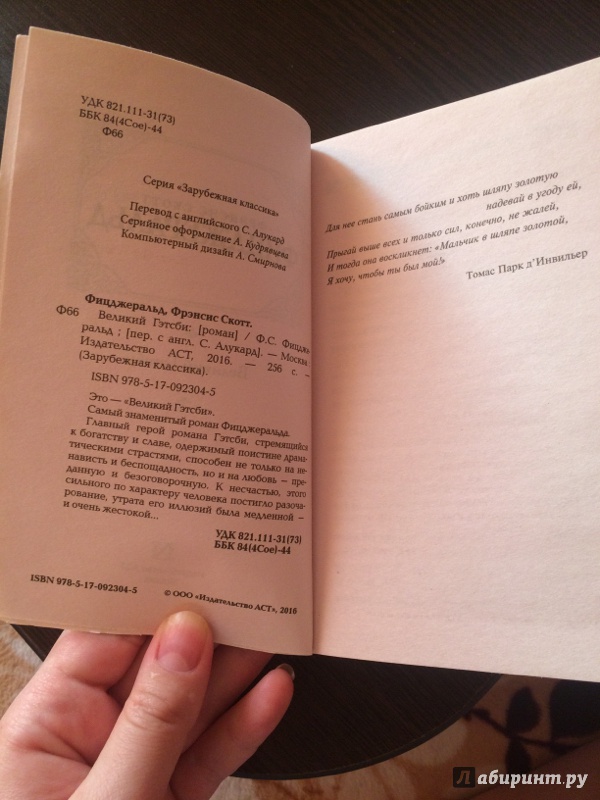 УДК 821.111-31(73)
ББК 84(4Сое)-44
Ф66
Серия «Зарубежная классика»
Перевод с английского С. Алукард
Серийное оформление А. Кудрявцева
Компьютерный дизайн А. Смирнова
Фицджеральд, Фрэнсис Скотт.
Ф66 Великий Гэтсби: [роман] / Ф.С. Фицдже-
ральд ; [пер. с англ. С. Алукард]. — Москва:
Издательство АСТ, 2016. — 256 с. —
(Зарубежная классика).
ISBN 978-5-17-092304-5
Это — «Великий Гэтсби».
Самый знаменитый роман Фицджеральда.
Главный герой романа Гэтсби, стремящийся
к богатству и славе, одержимый поистине драма-
тическими страстями, способен не только на не-
нависть и беспощадность, но и на любовь — пре-
данную и безоговорочную. К несчастью, этого
сильного по характеру человека постигло разоча-
рование, утрата его иллюзий была медленной —
и очень жестокой...
УДК 821.111-31(73)
ББК 84(4Сое)-44
ISBN 978-5-17-092304-5
© ООО «Издательство АСТ», 2016
Для нее стань самым бойким и хоть шляпу золотую
надевай в угоду ей,
Прыгай выше всех и только сил, конечно, не жалей,
И тогда она воскликнет: «Мальчик в шляпе золотой,
Я хочу, чтобы ты был мой!»
Томас Парк д'Инвильер
Лабиринт.ру